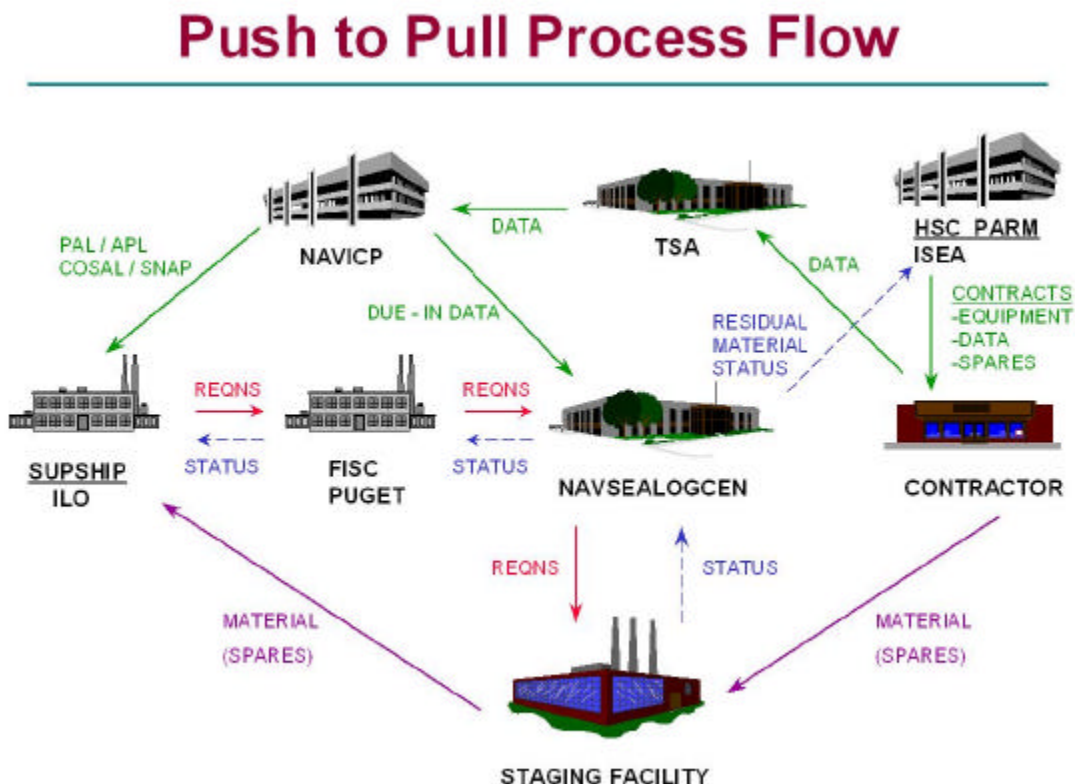 Push to Pull Process Flow
NAVICP
DATA
TSA
HSC PARM
ISEA
PAL / APL
COSAL / SNAP
DUE - IN DATA
DATA
RESIDUAL
MATERIAL
STATUS
CONTRACTS
-EQUIPMENT
-DATA
-SPARES
REQNS
STATUS
REQNS
STATUS
SUPSHIP
ILO
FISC
PUGET
NAVSEALOGCEN
CONTRACTOR
REQNS
STATUS
MATERIAL
(SPARES)
MATERIAL
(SPARES)
STAGING FACILITY